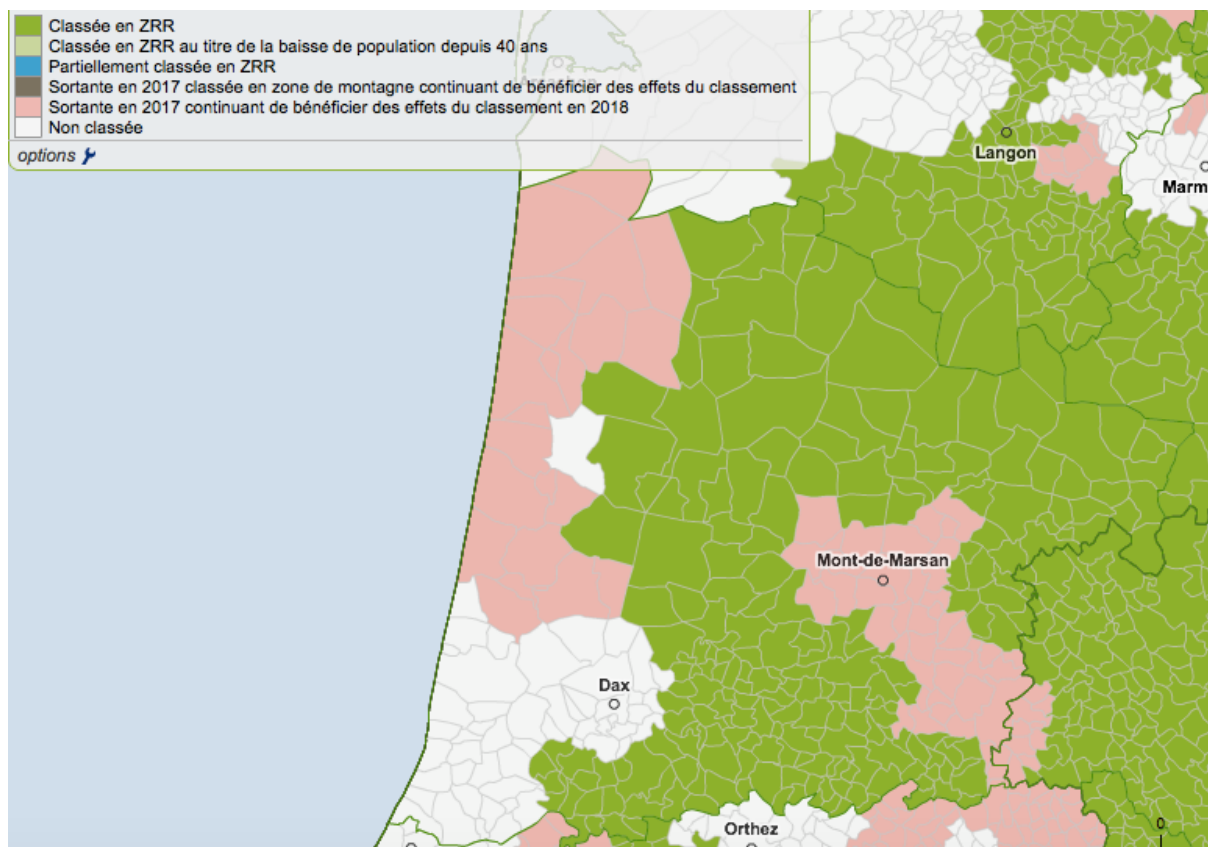 Classée en ZRR
Classée en ZRR au titre de la baisse de population depuis 40 ans
Partiellement classée en ZRR
Sortante en 2017 classée en zone de montagne continuant de bénéficier des effets du classement
Sortante en 2017 continuant de bénéficier des effets du classement en 2018
Non classée
options
Langon
Marm
Mont-de-Marsan
Dax
Orthez
0